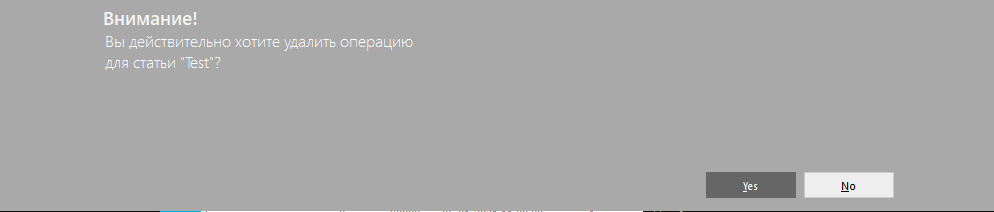 Внимание!
Вы действительно хотите удалить операцию
для статьи "Test"?
Yes
No